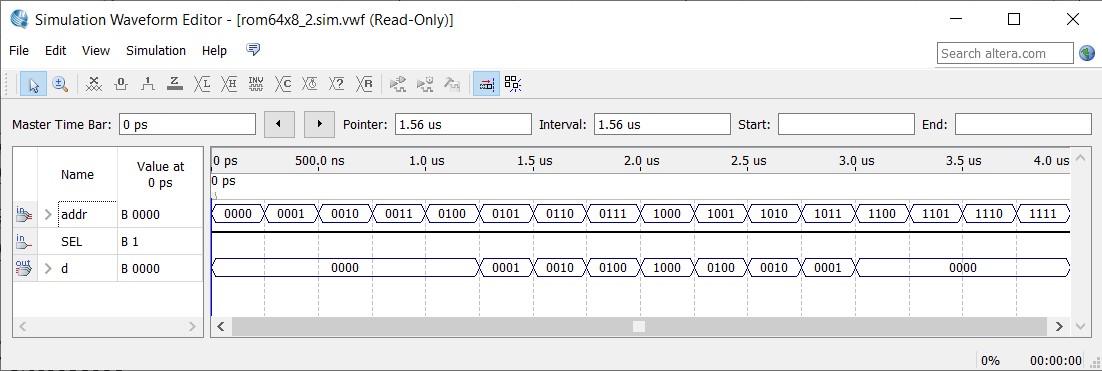 Simulation Waveform Editor - [rom64x8_2.sim.vwf (Read-Only)]
File Edit View Simulation Help
Search altera.com
Master Time Bar: 0 ps Pointer: 1.56 us Interval: 1.56 us Start: End:
Name Value at 0 ps
0 ps 500.0 ns 1.0 us 1.5 us 2.0 us 2.5 us 3.0 us 3.5 us 4.0 us
0 ps
in addr B 0000 0000 0001 0010 0011 0100 0101 0110 0111 1000 1001 1010 1011 1100 1101 1110 1111
in SEL B 1
out d B 0000 0000 0001 0010 0100 1000 0100 0010 0001 0000
0% 00:00:00